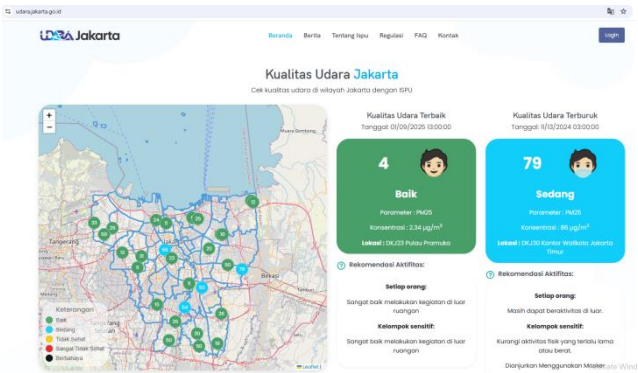 udara.jakarta.go.id
UDARA Jakarta
Beranda Berita Tentang Ispu Regulasi FAQ Kontak
Login
Kualitas Udara Jakarta
Cek kualitas udara di wilayah Jakarta dengan ISPU
+
−
Muara Gembong
Tangerang
Bekasi
Keterangan
Baik
Sedang
Tidak Sehat
Sangat Tidak Sehat
Berbahaya
Leaflet
Kualitas Udara Terbaik
Tanggal: 01/09/2025 13:00:00
4
Baik
Parameter : PM25
Konsentrasi : 2.34 µg/m³
Lokasi : DKJ23 Pulau Pramuka
Rekomendasi Aktifitas:
Setiap orang:
Sangat baik melakukan kegiatan di luar
ruangan
Kelompok sensitif:
Sangat baik melakukan kegiatan di luar
ruangan
Kualitas Udara Terburuk
Tanggal: 11/13/2024 03:00:00
79
Sedang
Parameter : PM25
Konsentrasi : 86 µg/m³
Lokasi : DKJ30 Kantor Walikota Jakarta
Timur
Rekomendasi Aktifitas:
Setiap orang:
Masih dapat beraktivitas di luar.
Kelompok sensitif:
Kurangi aktivitas fisik yang terlalu lama
atau berat.
Dianjurkan Menggunakan Masker